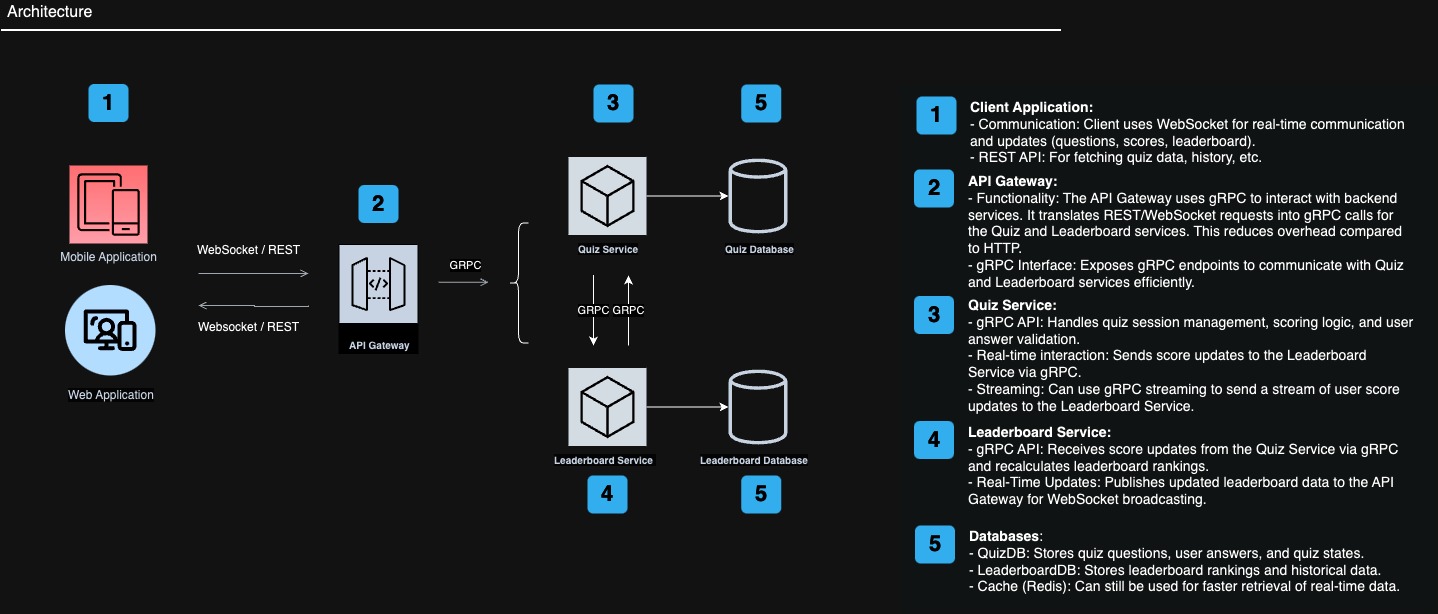 Architecture
1
3
5
2
Mobile Application
WebSocket / REST
Websocket / REST
Web Application
API Gateway
GRPC
Quiz Service
Quiz Database
GRPC GRPC
Leaderboard Service
Leaderboard Database
4
5
1
Client Application:
- Communication: Client uses WebSocket for real-time communication
and updates (questions, scores, leaderboard).
- REST API: For fetching quiz data, history, etc.
2
API Gateway:
- Functionality: The API Gateway uses gRPC to interact with backend
services. It translates REST/WebSocket requests into gRPC calls for
the Quiz and Leaderboard services. This reduces overhead compared
to HTTP.
- gRPC Interface: Exposes gRPC endpoints to communicate with Quiz
and Leaderboard services efficiently.
3
Quiz Service:
- gRPC API: Handles quiz session management, scoring logic, and user
answer validation.
- Real-time interaction: Sends score updates to the Leaderboard
Service via gRPC.
- Streaming: Can use gRPC streaming to send a stream of user score
updates to the Leaderboard Service.
4
Leaderboard Service:
- gRPC API: Receives score updates from the Quiz Service via gRPC
and recalculates leaderboard rankings.
- Real-Time Updates: Publishes updated leaderboard data to the API
Gateway for WebSocket broadcasting.
5
Databases:
- QuizDB: Stores quiz questions, user answers, and quiz states.
- LeaderboardDB: Stores leaderboard rankings and historical data.
- Cache (Redis): Can still be used for faster retrieval of real-time data.